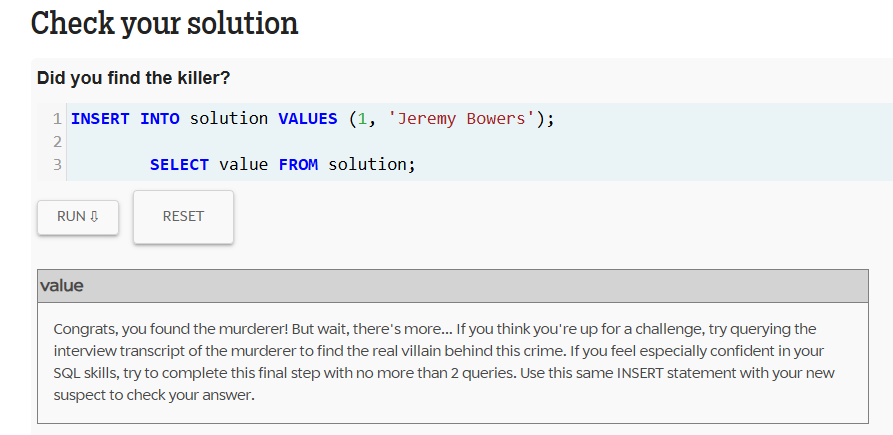 Check your solution
Did you find the killer?
1 INSERT INTO solution VALUES (1, 'Jeremy Bowers');
2
3         SELECT value FROM solution;
RUN ⇩ RESET
value
Congrats, you found the murderer! But wait, there's more... If you think you're up for a challenge, try querying the
interview transcript of the murderer to find the real villain behind this crime. If you feel especially confident in your
SQL skills, try to complete this final step with no more than 2 queries. Use this same INSERT statement with your new
suspect to check your answer.